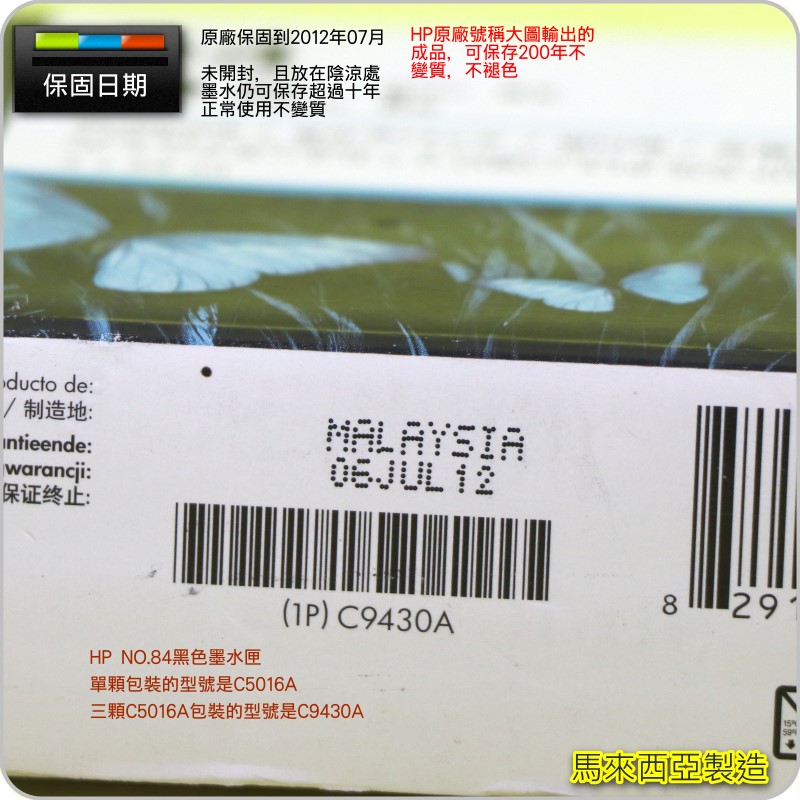 保固日期
原廠保固到2012年07月
未開封，且放在陰涼處
墨水仍可保存超過十年
正常使用不變質
HP原廠號稱大圖輸出的
成品，可保存200年不
變質，不褪色
oducto de:
/ 制造地:
antieende:
warancji:
保证终止:
MALAYSIA
06JUL12
(1P) C9430A
8 291
15°C
59°F
HP NO.84黑色墨水匣
單顆包裝的型號是C5016A
三顆C5016A包裝的型號是C9430A
馬來西亞製造